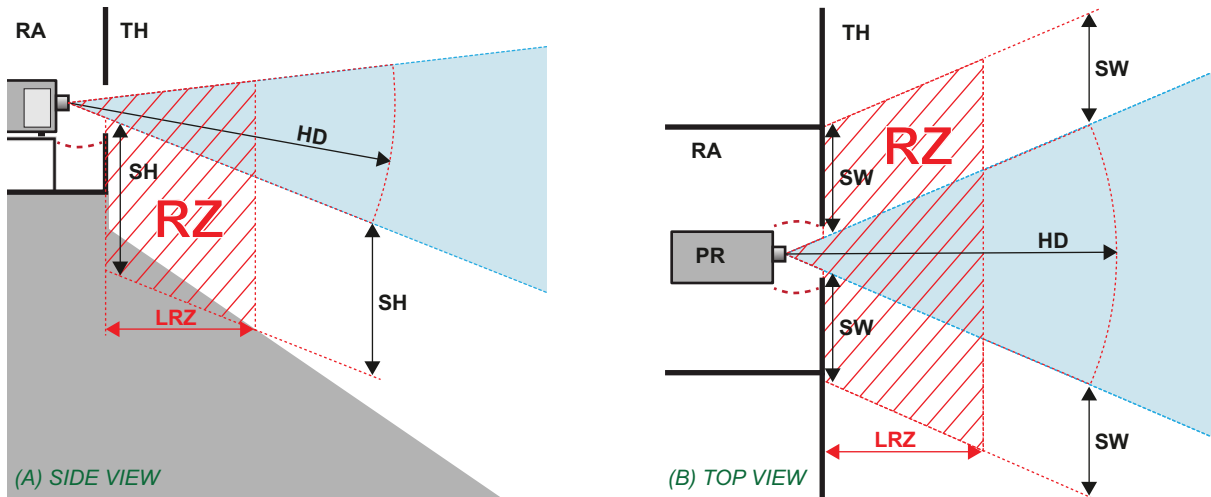 RA
TH
HD
SH
RZ
SH
LRZ
(A) SIDE VIEW
TH
SW
RA
RZ
SW
PR
HD
SW
LRZ
SW
(B) TOP VIEW